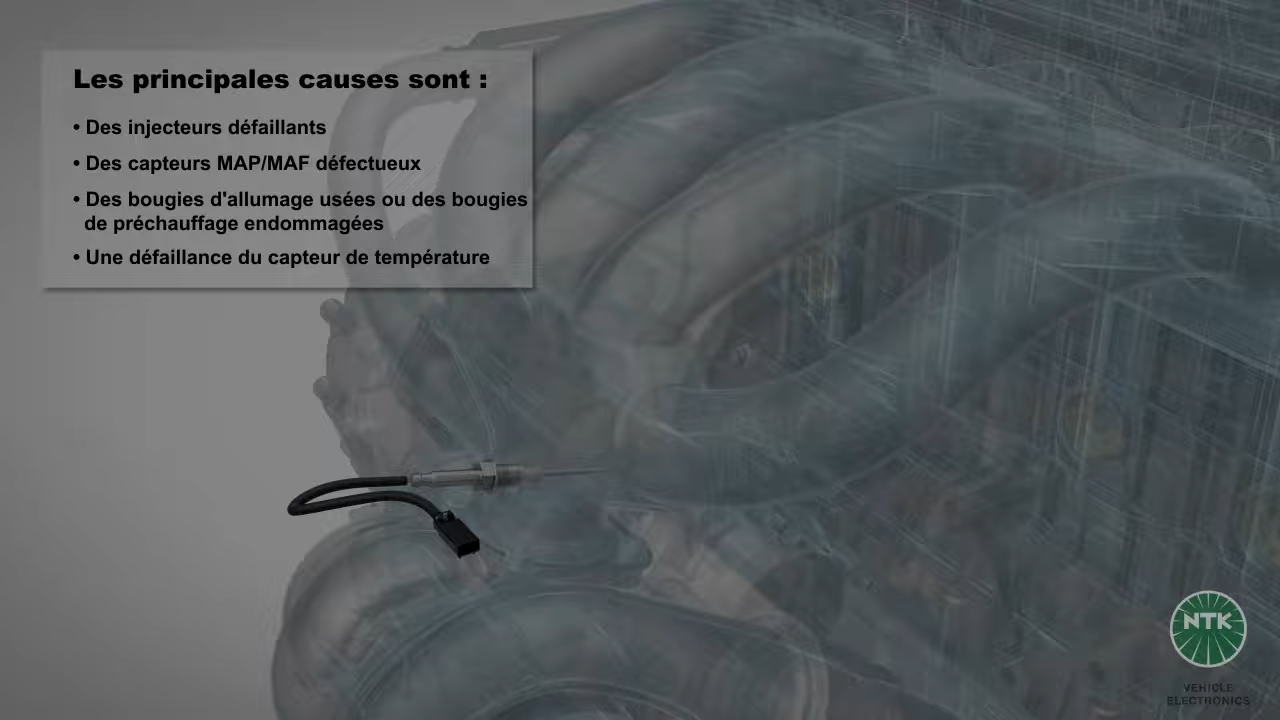 Les principales causes sont :
• Des injecteurs défaillants
• Des capteurs MAP/MAF défectueux
• Des bougies d'allumage usées ou des bougies
de préchauffage endommagées
• Une défaillance du capteur de température
NTK
VEHICLE
ELECTRONICS